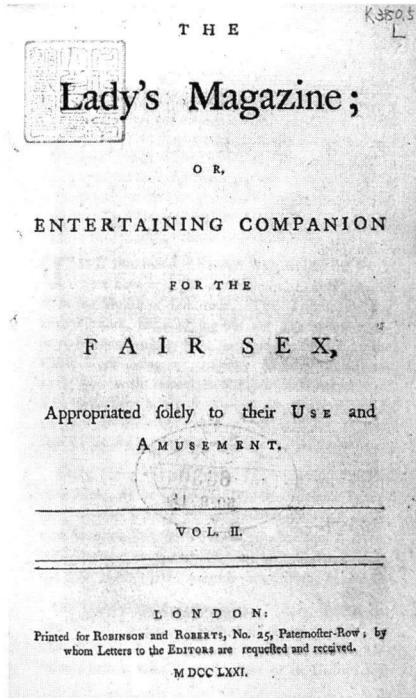 K380.5
L
THE
Lady's Magazine;
OR,
ENTERTAINING COMPANION
FOR THE
FAIR SEX,
Appropriated ſolely to their USE and
AMUSEMENT.
VOL. II.
LONDON:
Printed for ROBINSON and ROBERTS, No. 25, Paternoſter-Row; by
whom Letters to the EDITORS are requeſted and received.
MDCCLXXI.